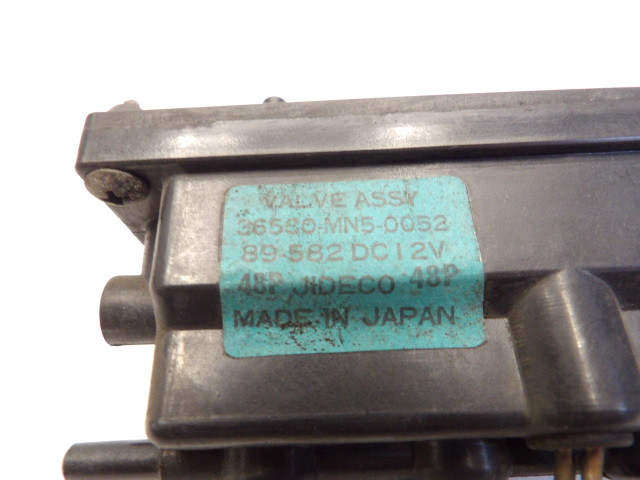 VALVE ASSY
36580-MN5-0052
89-582 DC12V
48P JIDECO 48P
MADE IN JAPAN